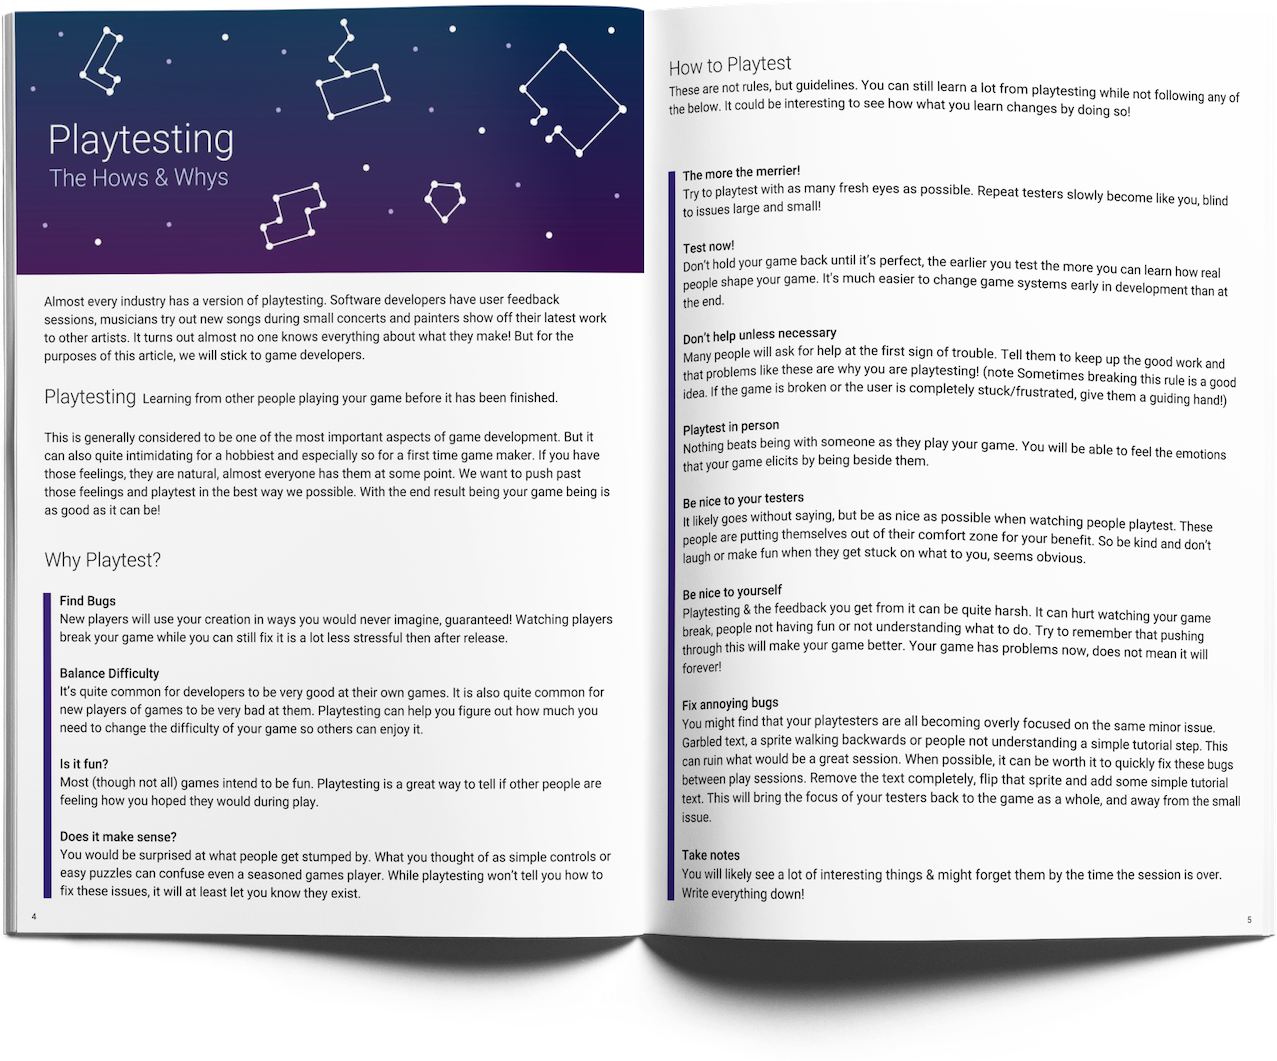 Playtesting
The Hows & Whys
Almost every industry has a version of playtesting. Software developers have user feedback
sessions, musicians try out new songs during small concerts and painters show off their latest work
to other artists. It turns out almost no one knows everything about what they make! But for the
purposes of this article, we will stick to game developers.
Playtesting Learning from other people playing your game before it has been finished.
This is generally considered to be one of the most important aspects of game development. But it
can also quite intimidating for a hobbiest and especially so for a first time game maker. If you have
those feelings, they are natural, almost everyone has them at some point. We want to push past
those feelings and playtest in the best way we possible. With the end result being your game being is
as good as it can be!
Why Playtest?
Find Bugs
New players will use your creation in ways you would never imagine, guaranteed! Watching players
break your game while you can still fix it is a lot less stressful then after release.
Balance Difficulty
It's quite common for developers to be very good at their own games. It is also quite common for
new players of games to be very bad at them. Playtesting can help you figure out how much you
need to change the difficulty of your game so others can enjoy it.
Is it fun?
Most (though not all) games intend to be fun. Playtesting is a great way to tell if other people are
feeling how you hoped they would during play.
Does it make sense?
You would be surprised at what people get stumped by. What you thought of as simple controls or
easy puzzles can confuse even a seasoned games player. While playtesting won't tell you how to
fix these issues, it will at least let you know they exist.
4
How to Playtest
These are not rules, but guidelines. You can still learn a lot from playtesting while not following any of
the below. It could be interesting to see how what you learn changes by doing so!
The more the merrier!
Try to playtest with as many fresh eyes as possible. Repeat testers slowly become like you, blind
to issues large and small!
Test now!
Don't hold your game back until it's perfect, the earlier you test the more you can learn how real
people shape your game. It's much easier to change game systems early in development than at
the end.
Don't help unless necessary
Many people will ask for help at the first sign of trouble. Tell them to keep up the good work and
that problems like these are why you are playtesting! (note Sometimes breaking this rule is a good
idea. If the game is broken or the user is completely stuck/frustrated, give them a guiding hand!)
Playtest in person
Nothing beats being with someone as they play your game. You will be able to feel the emotions
that your game elicits by being beside them.
Be nice to your testers
It likely goes without saying, but be as nice as possible when watching people playtest. These
people are putting themselves out of their comfort zone for your benefit. So be kind and don't
laugh or make fun when they get stuck on what to you, seems obvious.
Be nice to yourself
Playtesting & the feedback you get from it can be quite harsh. It can hurt watching your game
break, people not having fun or not understanding what to do. Try to remember that pushing
through this will make your game better. Your game has problems now, does not mean it will
forever!
Fix annoying bugs
You might find that your playtesters are all becoming overly focused on the same minor issue.
Garbled text, a sprite walking backwards or people not understanding a simple tutorial step. This
can ruin what would be a great session. When possible, it can be worth it to quickly fix these bugs
between play sessions. Remove the text completely, flip that sprite and add some simple tutorial
text. This will bring the focus of your testers back to the game as a whole, and away from the small
issue.
Take notes
You will likely see a lot of interesting things & might forget them by the time the session is over.
Write everything down!
5